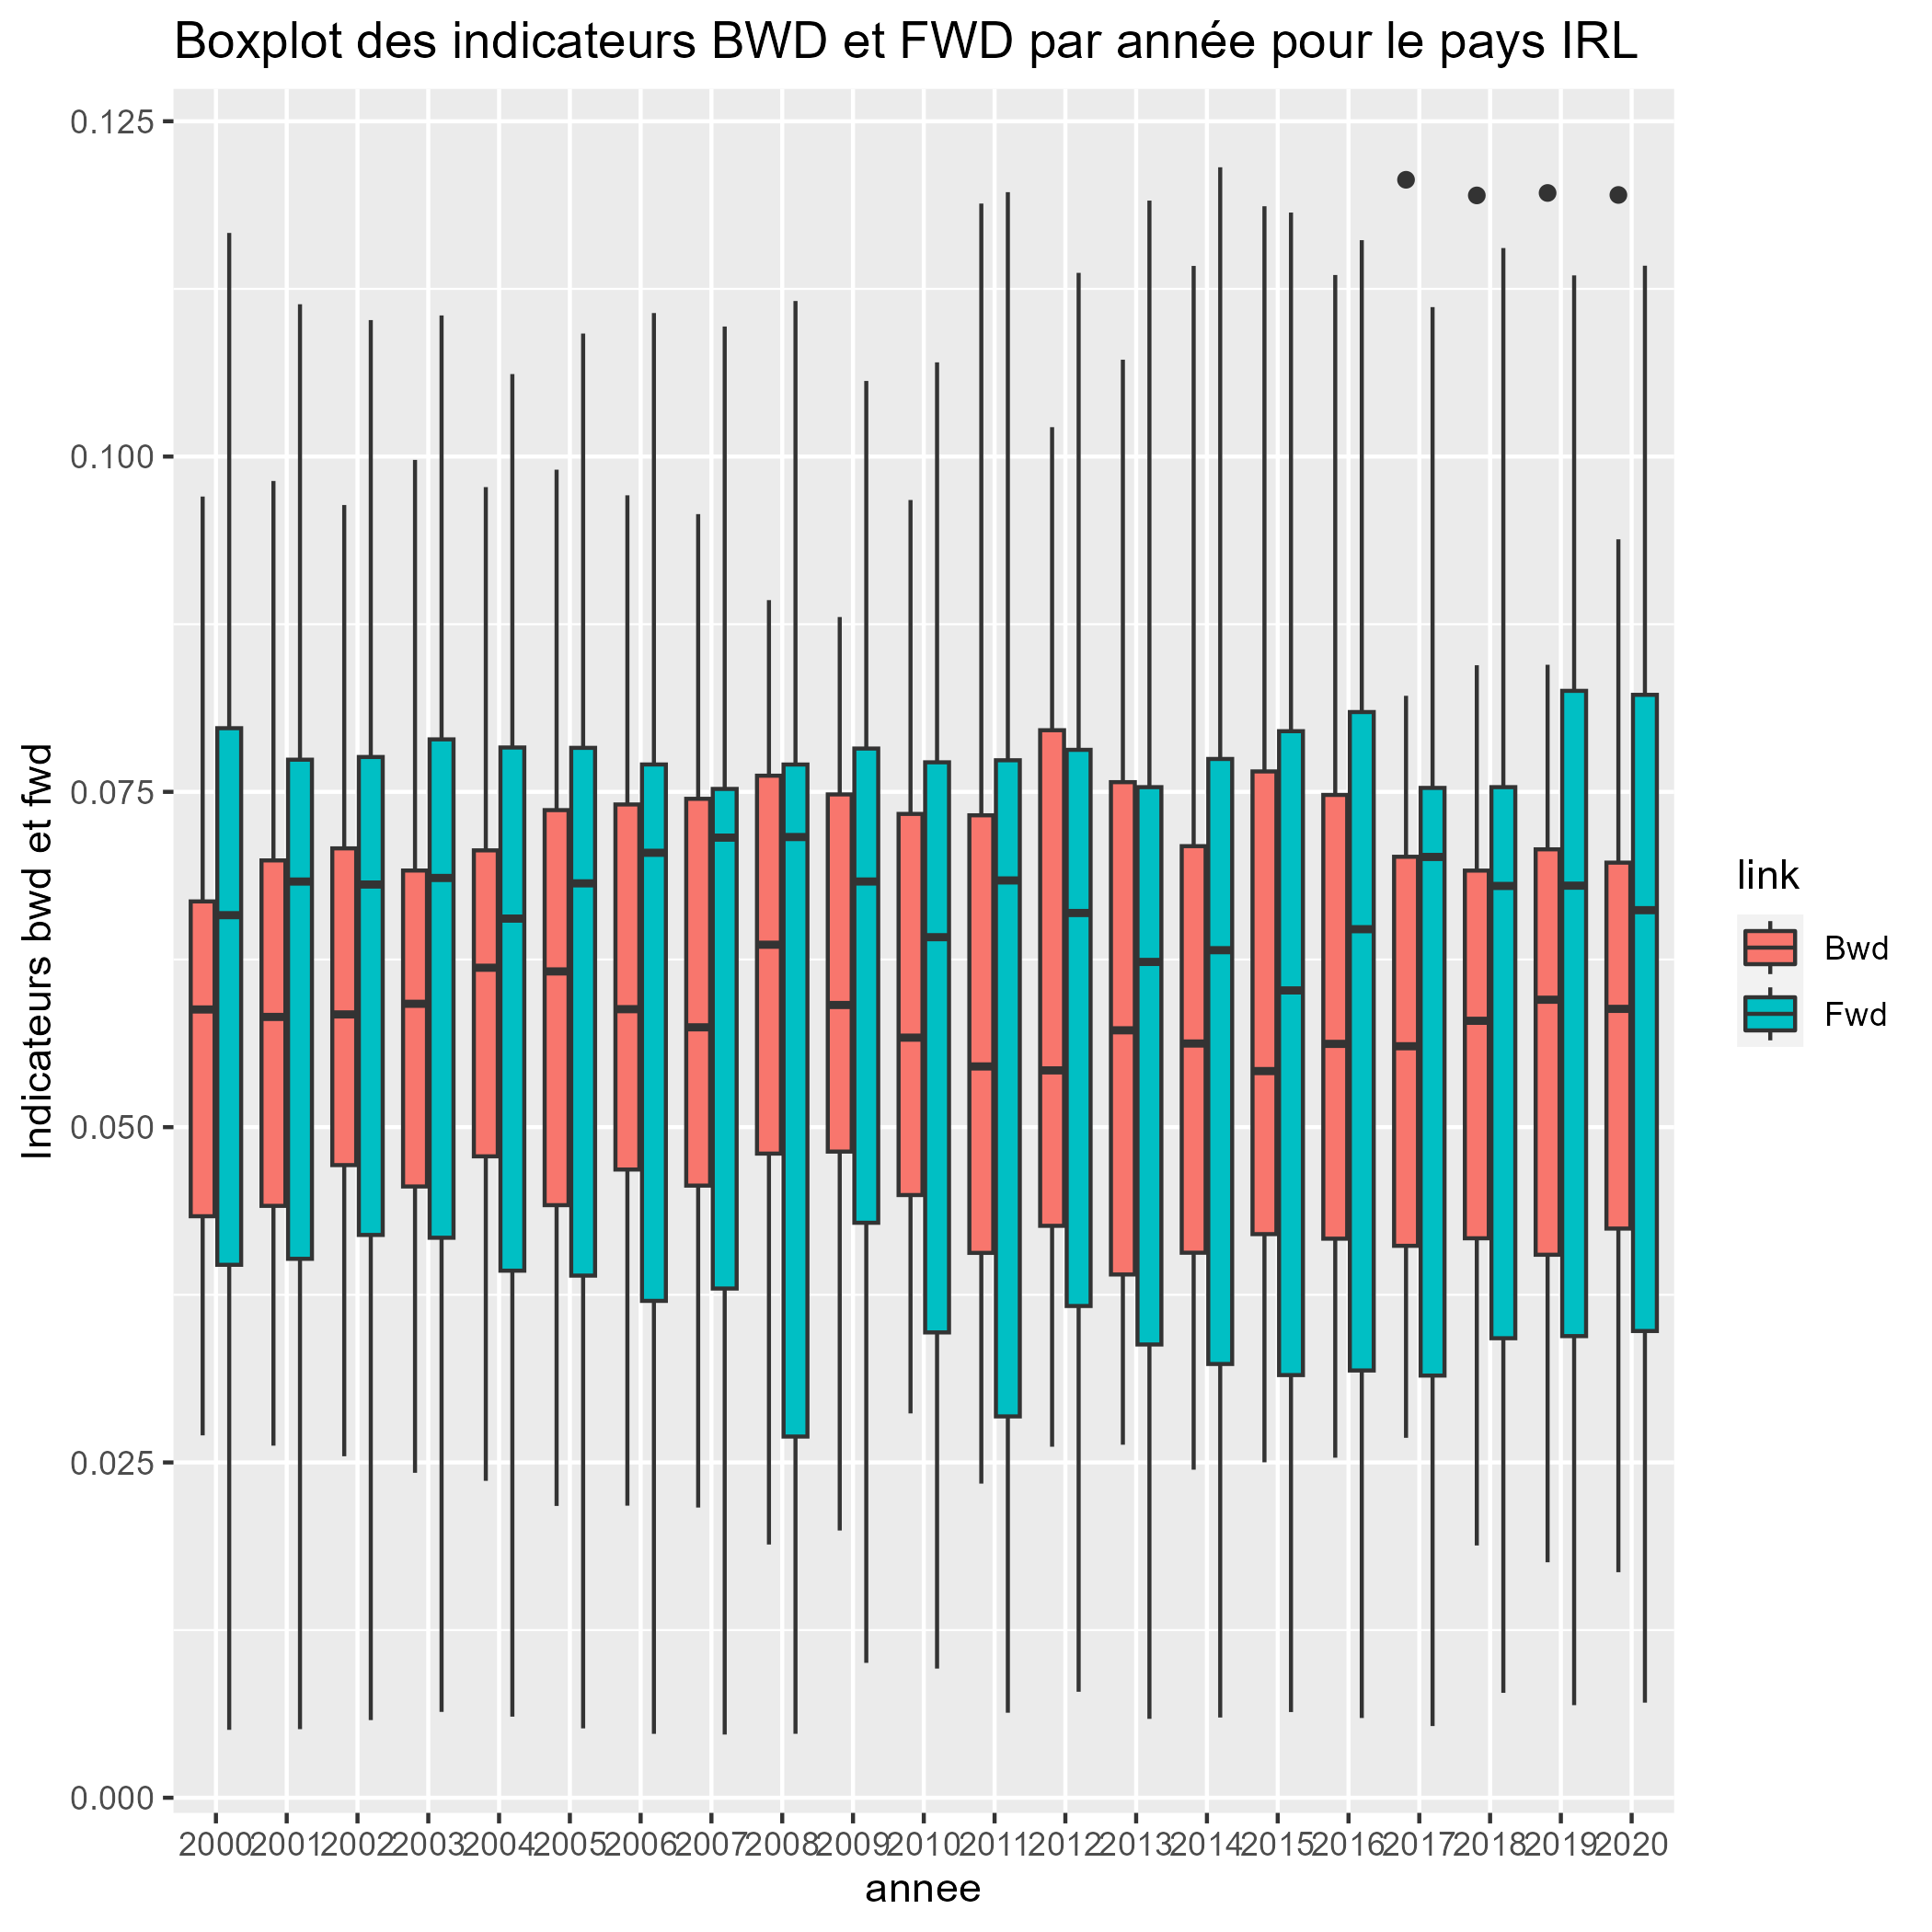 Boxplot des indicateurs BWD et FWD par année pour le pays IRL
0.125
0.100
0.075
0.050
0.025
0.000
Indicateurs bwd et fwd
2000 2001 2002 2003 2004 2005 2006 2007 2008 2009 2010 2011 2012 2013 2014 2015 2016 2017 2018 2019 2020
annee
link
Bwd
Fwd